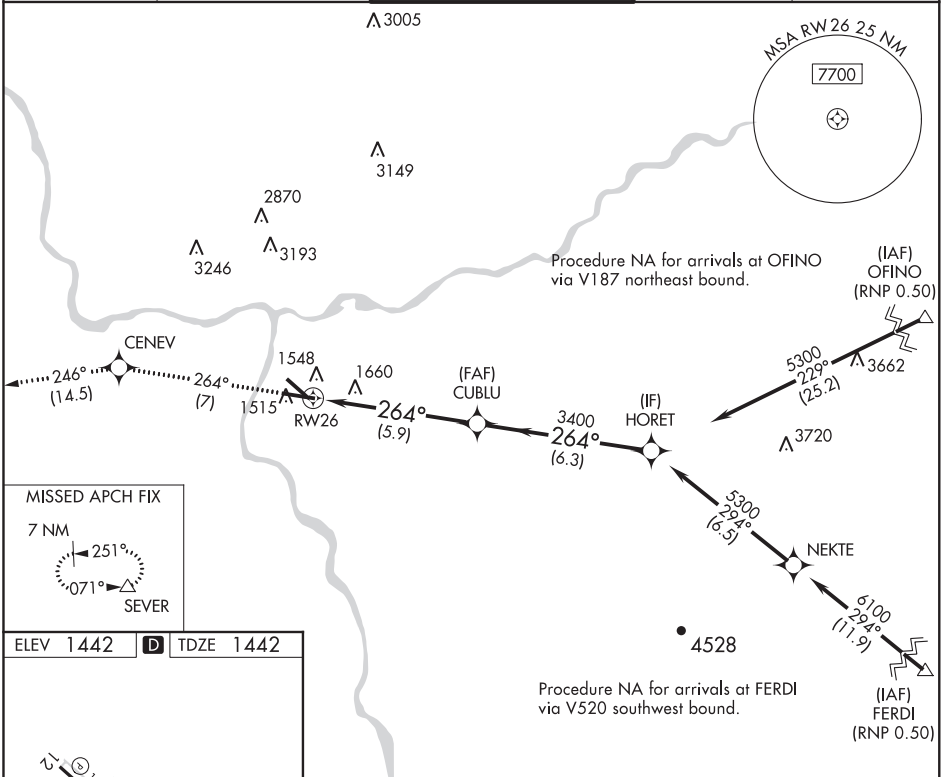 3005
MSA RW26 25 NM
7700
3149
2870
3246
3193
Procedure NA for arrivals at OFINO
via V187 northeast bound.
(IAF)
OFINO
(RNP 0.50)
5300
229°
(25.2)
3662
CENEV
246°
(14.5)
264°
(7)
1548
1515
1660
RW26
264°
(5.9)
(FAF)
CUBLU
3400
264°
(6.3)
(IF)
HORET
3720
5300
294°
(6.5)
NEKTE
6100
294°
(11.9)
(IAF)
FERDI
(RNP 0.50)
4528
Procedure NA for arrivals at FERDI
via V520 southwest bound.
MISSED APCH FIX
7 NM
251°
071°
SEVER
ELEV 1442 D TDZE 1442
12
P